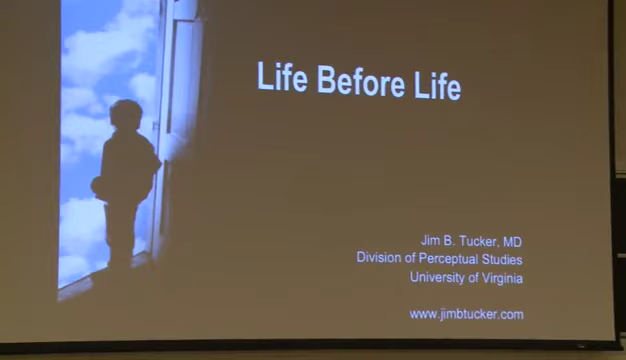 Life Before Life
Jim B. Tucker, MD
Division of Perceptual Studies
University of Virginia
www.jimbtucker.com